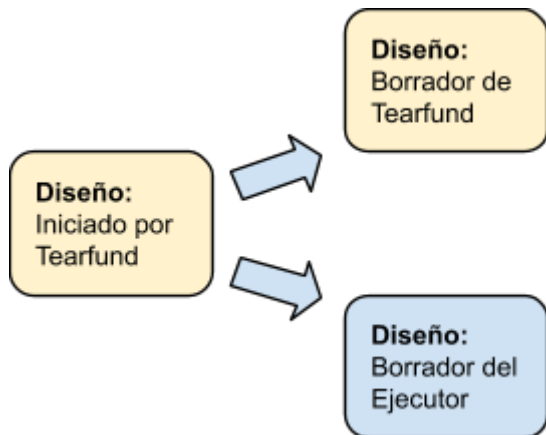 Diseño:
Iniciado por
Tearfund
Diseño:
Borrador de
Tearfund
Diseño:
Borrador del
Ejecutor